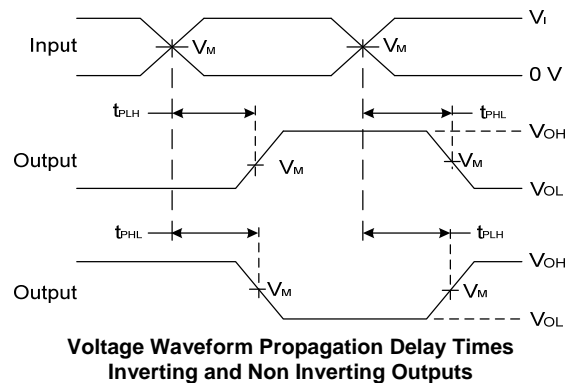 Input
VM
VM
VI
0 V
tPLH
tPHL
Output
VM
VM
VOH
VOL
tPHL
tPLH
Output
VM
VM
VOH
VOL
Voltage Waveform Propagation Delay Times
Inverting and Non Inverting Outputs